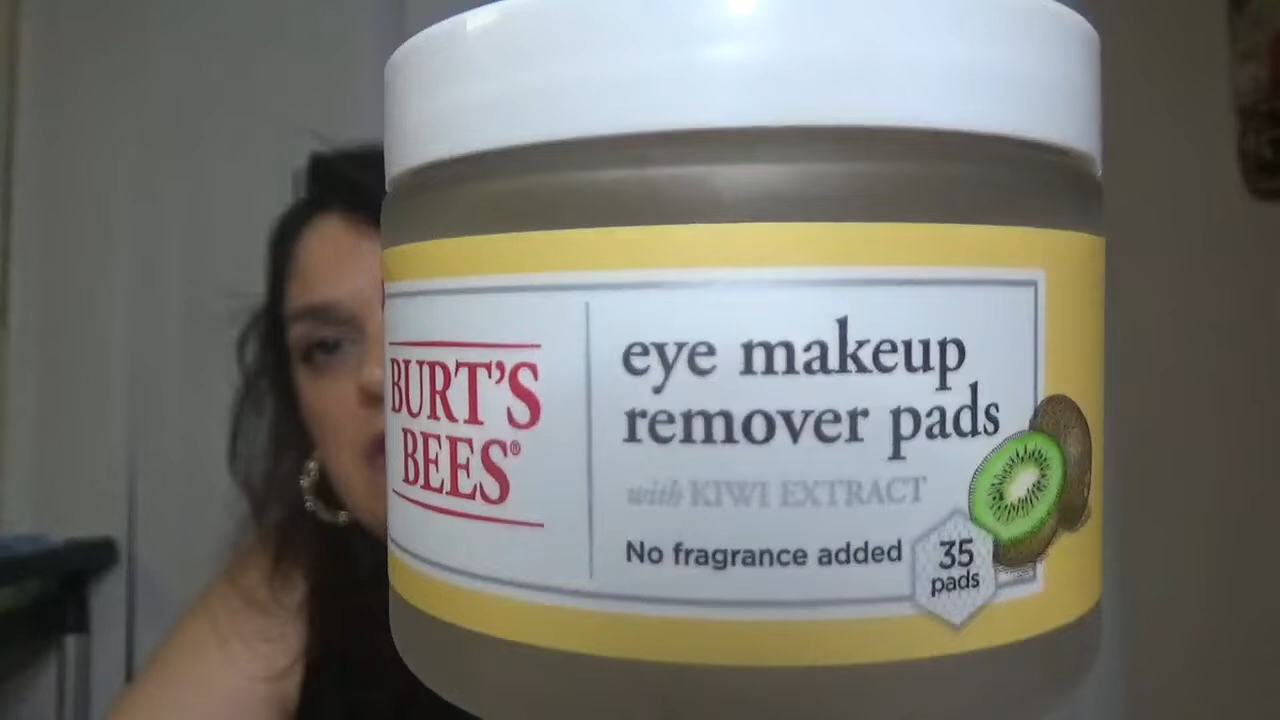 BURT'S
BEES®
eye makeup
remover pads
with KIWI EXTRACT
No fragrance added
35
pads